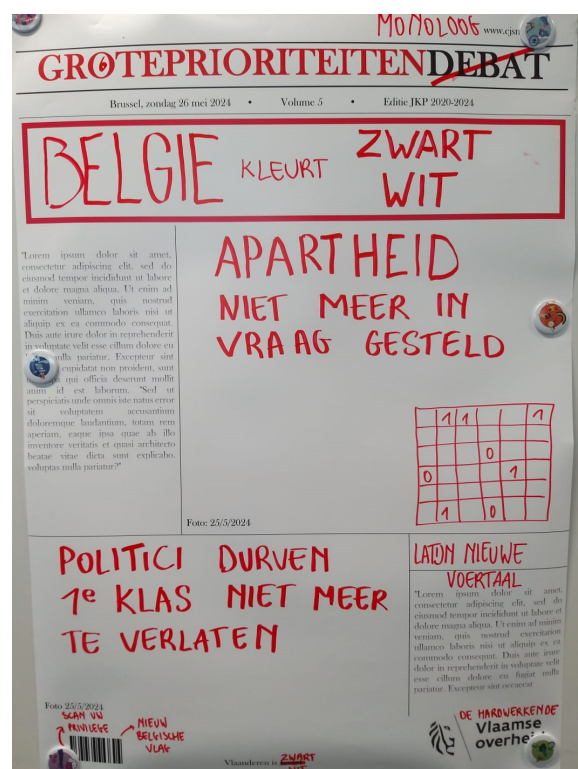 MONOLOOG www.cjsn
GROTEPRIORITEITENDEBAT
Brussel, zondag 26 mei 2024 • Volume 5 • Editie JKP 2020-2024
BELGIE KLEURT ZWART
WIT
"Lorem ipsum dolor sit amet,
consectetur adipiscing elit, sed do
eiusmod tempor incididunt ut labore
et dolore magna aliqua. Ut enim ad
minim veniam, quis nostrud
exercitation ullamco laboris nisi ut
aliquip ex ea commodo consequat.
Duis aute irure dolor in reprehenderit
in voluptate velit esse cillum dolore eu
nulla pariatur. Excepteur sint
cupidatat non proident, sunt
qui officia deserunt mollit
anim id est laborum. "Sed ut
perspiciatis unde omnis iste natus error
sit voluptatem accusantium
doloremque laudantium, totam rem
aperiam, eaque ipsa quae ab illo
inventore veritatis et quasi architecto
beatae vitae dicta sunt explicabo.
voluptas nulla pariatur?"
APARTHEID
NIET MEER IN
VRAAG GESTELD
1 1 1
0
0 1
1 0
Foto: 25/5/2024
POLITICI DURVEN
1e KLAS NIET MEER
TE VERLATEN
Foto 25/5/2024
LATIJN NIEUWE
VOERTAAL
"Lorem ipsum dolor sit amet,
consectetur adipiscing elit, sed do
eiusmod tempor incididunt ut labore et
dolore magna aliqua. Ut enim ad minim
veniam, quis nostrud exercitation
ullamco laboris nisi ut aliquip ex ea
commodo consequat. Duis aute irure
dolor in reprehenderit in voluptate velit
esse cillum dolore eu fugiat nulla
pariatur. Excepteur sint occaecat
SCAN UW
PRIVILEGE
NIEUW
BELGISCHE
VLAG
Vlaanderen is ZWART
WIT
DE HARDWERKENDE
Vlaamse
overheid